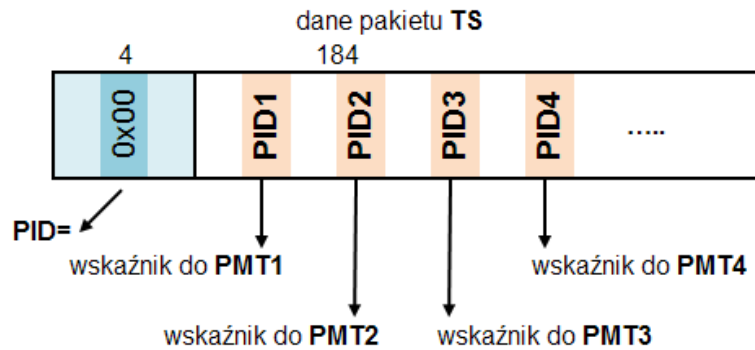 dane pakietu TS
4 184
0x00 PID1 PID2 PID3 PID4 .....
PID=
wskaźnik do PMT1 wskaźnik do PMT4
wskaźnik do PMT2 wskaźnik do PMT3